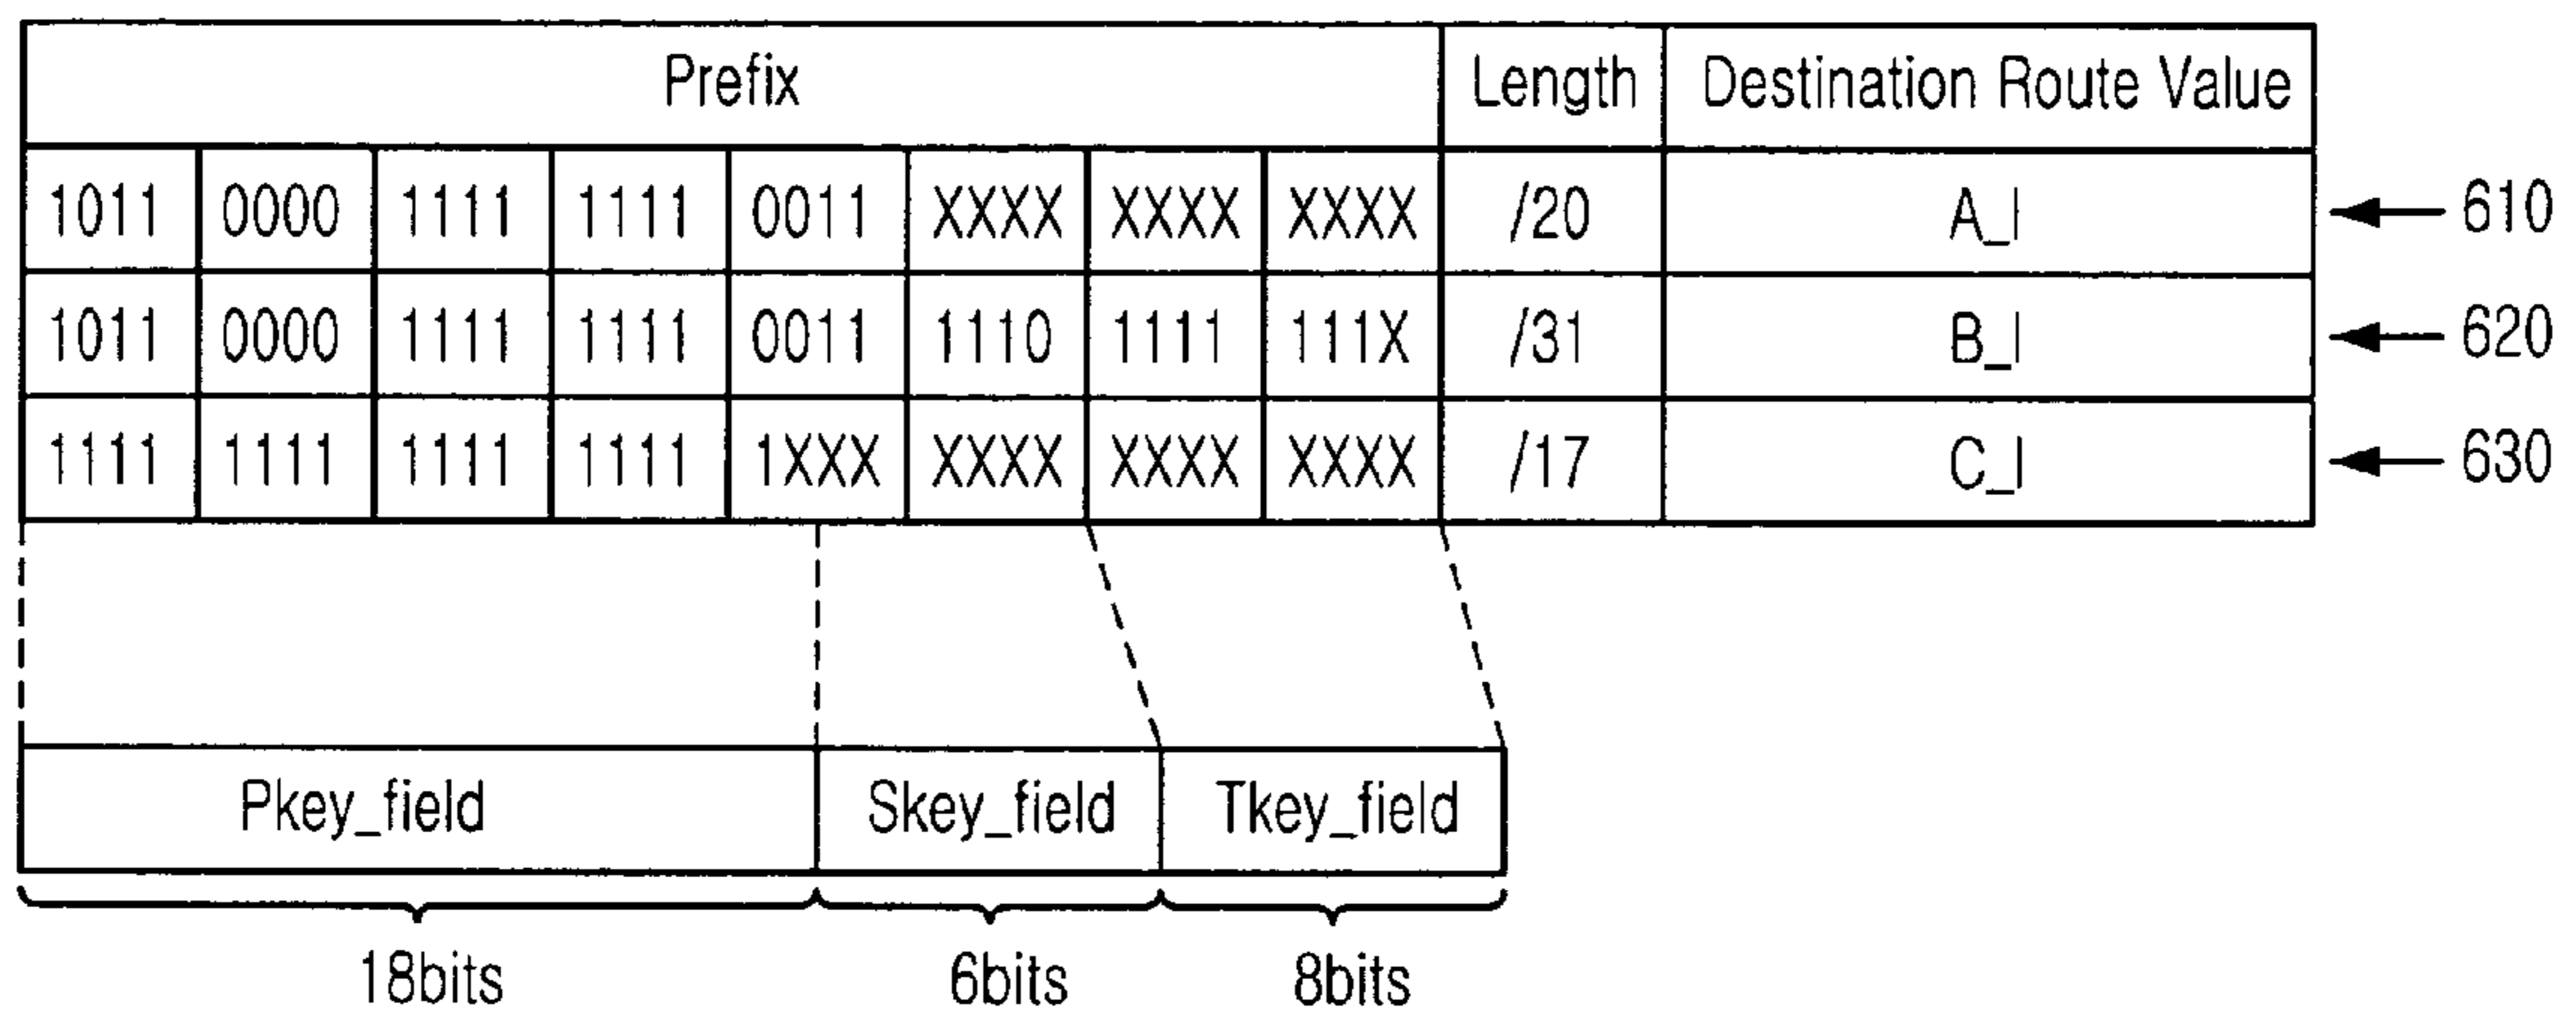 Prefix Length Destination Route Value
1011 0000 1111 1111 0011 XXXX XXXX XXXX /20 A_I 610
1011 0000 1111 1111 0011 1110 1111 111X /31 B_I 620
1111 1111 1111 1111 1XXX XXXX XXXX XXXX /17 C_I 630
Pkey_field Skey_field Tkey_field
18bits 6bits 8bits